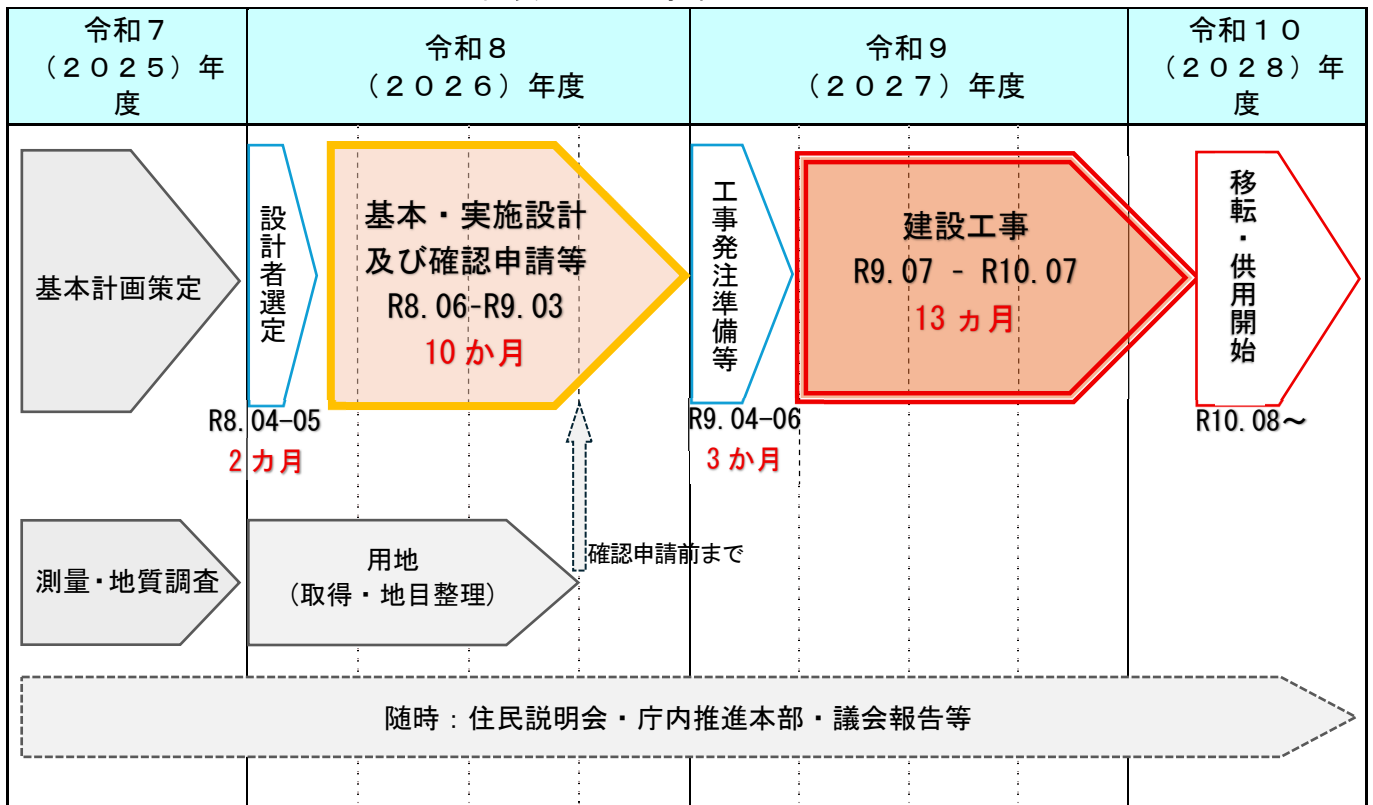 令和７
（２０２５）年
度
令和８
（２０２６）年度
令和９
（２０２７）年度
令和１０
（２０２８）年
度
基本計画策定
設計者選定
R8.04-05
2カ月
基本・実施設計
及び確認申請等
R8.06-R9.03
10か月
工事発注準備等
R9.04-06
3か月
建設工事
R9.07 - R10.07
13ヵ月
移転・供用開始
R10.08～
測量・地質調査
用地
（取得・地目整理）
確認申請前まで
随時：住民説明会・庁内推進本部・議会報告等